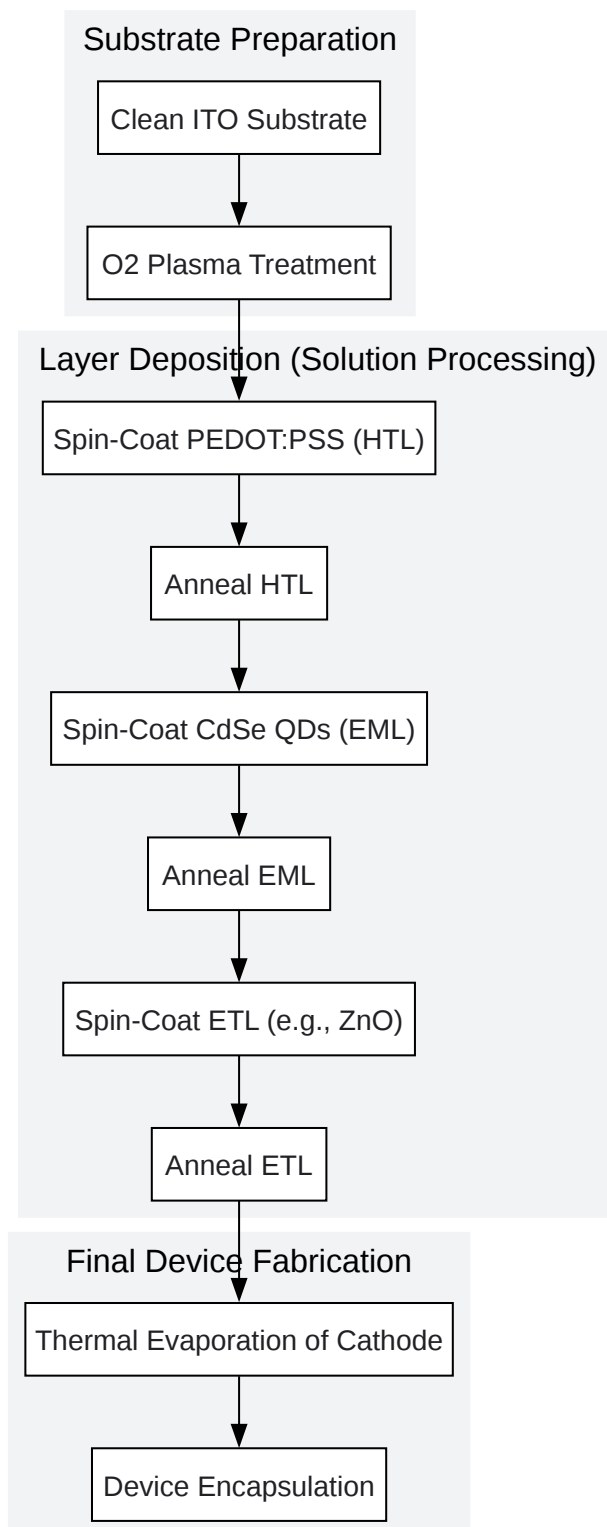 Substrate Preparation
Clean ITO Substrate
O2 Plasma Treatment
Layer Deposition (Solution Processing)
Spin-Coat PEDOT:PSS (HTL)
Anneal HTL
Spin-Coat CdSe QDs (EML)
Anneal EML
Spin-Coat ETL (e.g., ZnO)
Anneal ETL
Final Device Fabrication
Thermal Evaporation of Cathode
Device Encapsulation